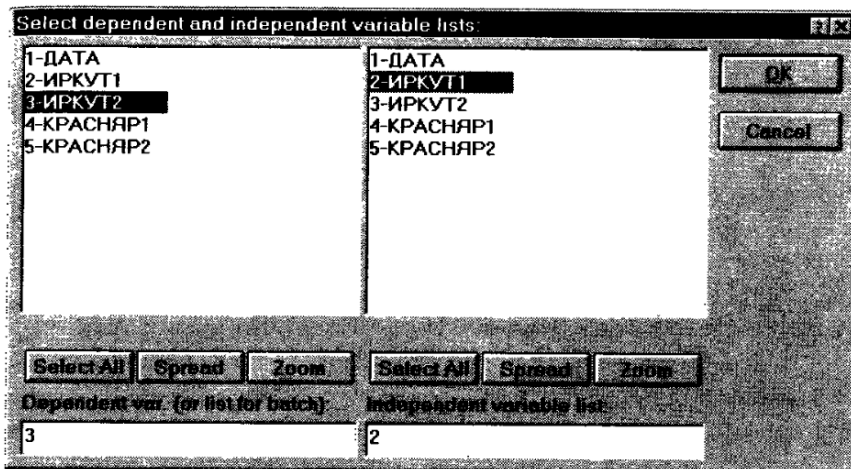 Select dependent and independent variable lists:
1-ДАТА
2-ИРКУТ1
3-ИРКУТ2
4-КРАСНЯР1
5-КРАСНЯР2
1-ДАТА
2-ИРКУТ1
3-ИРКУТ2
4-КРАСНЯР1
5-КРАСНЯР2
OK
Cancel
Select All Spread Zoom
Select All Spread Zoom
Dependent var. (or list for batch):
Independent variable list:
3
2